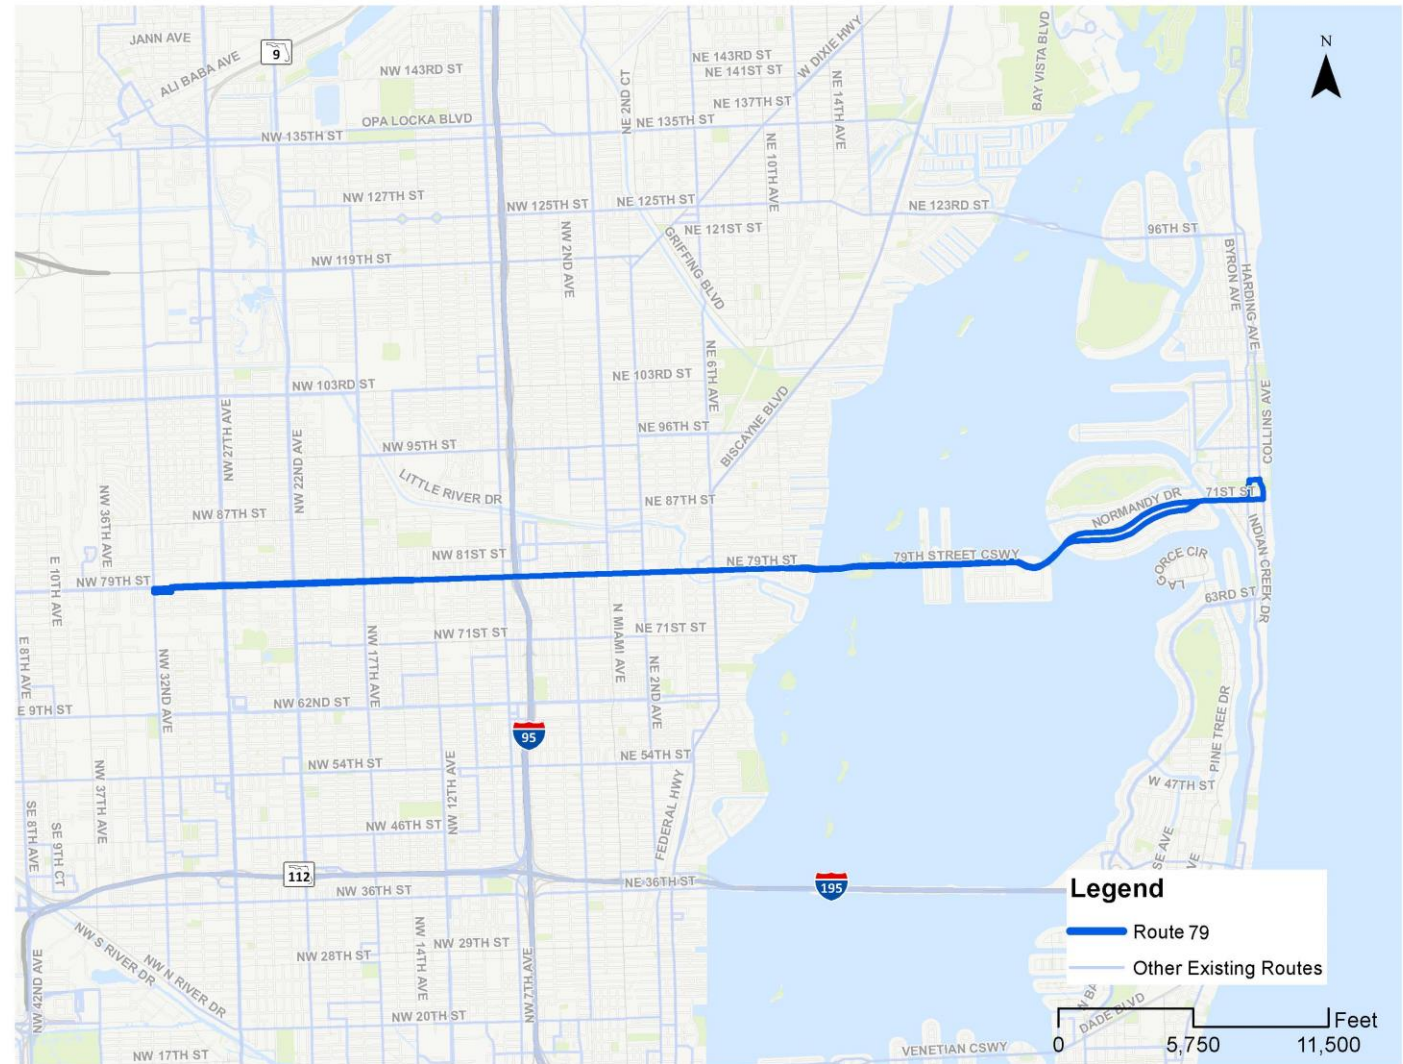 JANN AVE
9
ALI BABA AVE
NW 143RD ST
NE 143RD ST
NE 141ST ST
W DIXIE HWY
BAY VISTA BLVD
N
NE 2ND CT
NE 137TH ST
NE 14TH AVE
OPA LOCKA BLVD
NE 135TH ST
NW 135TH ST
NE 10TH AVE
NW 127TH ST
NW 125TH ST
NE 125TH ST
NE 123RD ST
NE 121ST ST
96TH ST
NW 2ND AVE
GRIFFING BLVD
BYRON AVE
HARDING AVE
NW 119TH ST
NE 6TH AVE
NW 103RD ST
NE 103RD ST
COLLINS AVE
NW 27TH AVE
NW 22ND AVE
BISCAYNE BLVD
NE 96TH ST
NW 95TH ST
LITTLE RIVER DR
NW 36TH AVE
NE 87TH ST
NORMANDY DR
71ST ST
NW 87TH ST
INDIAN CREEK DR
E 10TH AVE
NW 81ST ST
NE 79TH ST
79TH STREET CSWY
LA GORCE CIR
NW 79TH ST
63RD ST
NW 71ST ST
NE 71ST ST
N MIAMI AVE
E 8TH AVE
NW 32ND AVE
NW 17TH AVE
NE 2ND AVE
PINE TREE DR
E 9TH ST
NW 62ND ST
95
NE 54TH ST
NW 54TH ST
NW 37TH AVE
NW 12TH AVE
W 47TH ST
FEDERAL HWY
SE 8TH AVE
SE 9TH CT
NW 46TH ST
112
NW 36TH ST
NE 36TH ST
195
Legend
Route 79
Other Existing Routes
NW S RIVER DR
NW N RIVER DR
NW 42ND AVE
NW 28TH ST
NW 14TH AVE
NW 29TH ST
NW 7TH AVE
NW 20TH ST
DADE BLVD
NW 17TH ST
VENETIAN CSWY
Feet
0
5,750
11,500